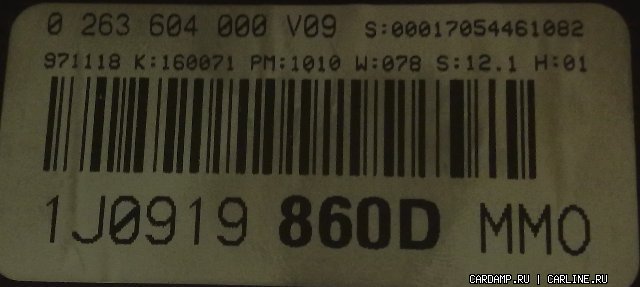 0 263 604 000 V09 S:00017054461082
971118 K:160071 PM:1010 W:078 S:12.1 H:01
1J0919 860D MMO
CARDAMP.RU | CARLINE.RU